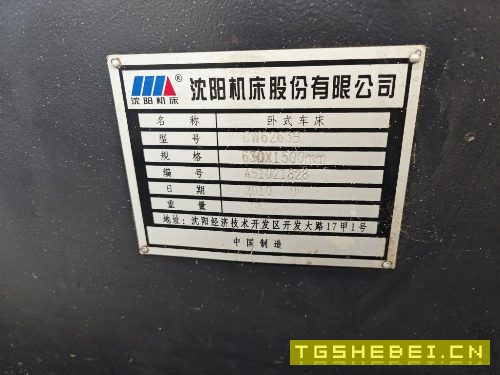 沈阳机床®
沈阳机床股份有限公司
名 称 卧式车床
型 号 CW6263B
规 格 630X1500mm
编 号 A51021828
日 期 2010
重 量
地址: 沈阳经济技术开发区开发大路17甲1号
中国制造
TGSHEBEI.CN